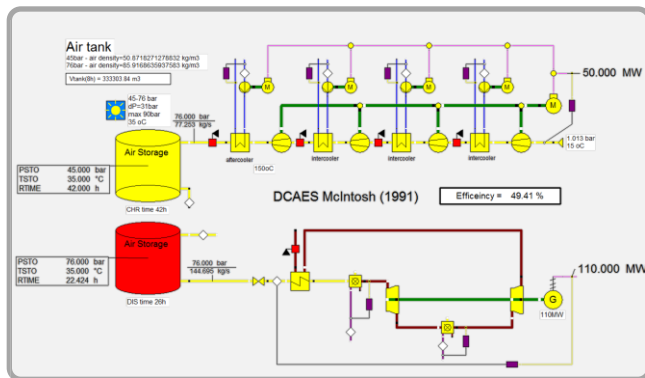 Air tank
45bar - air density=50.8718271278832 kg/m3
76bar - air density=85.9168635937583 kg/m3
Vtank(8h) = 333303.84 m3
45-76 bar
dP=31bar
max 90bar
35 oC
76.000 bar
77.253 kg/s
M
M
M
M
M
50.000 MW
1.013 bar
15 oC
aftercooler
150oC
intercooler
intercooler
intercooler
Air Storage
PSTO 45.000 bar
TSTO 35.000 °C
RTIME 42.000 h
CHR time 42h
DCAES McIntosh (1991)
Efficeincy = 49.41 %
Air Storage
PSTO 76.000 bar
TSTO 35.000 °C
RTIME 22.424 h
DIS time 26h
76.000 bar
144.695 kg/s
110.000 MW
G
110MW